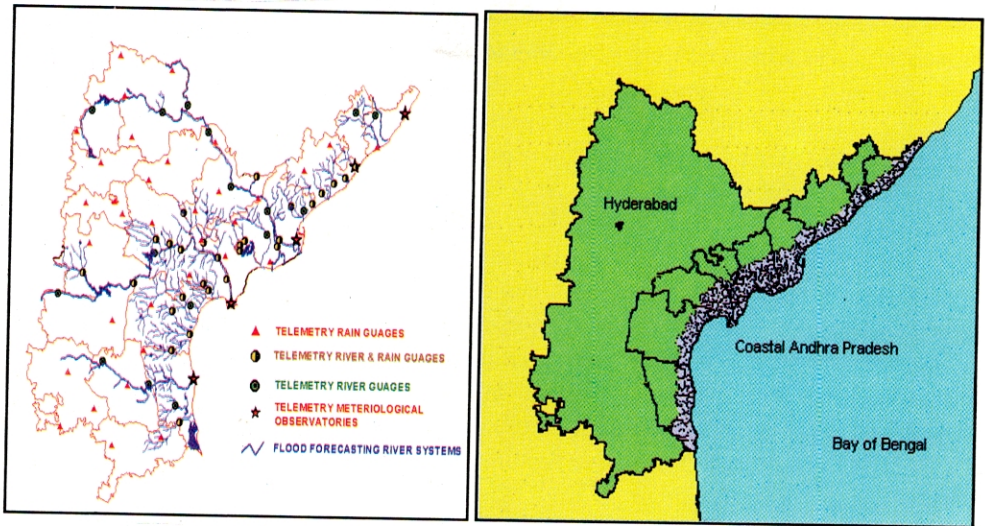 TELEMETRY RAIN GUAGES
TELEMETRY RIVER & RAIN GUAGES
TELEMETRY RIVER GUAGES
TELEMETRY METERIOLOGICAL
OBSERVATORIES
FLOOD FORECASTING RIVER SYSTEMS
Hyderabad
Coastal Andhra Pradesh
Bay of Bengal